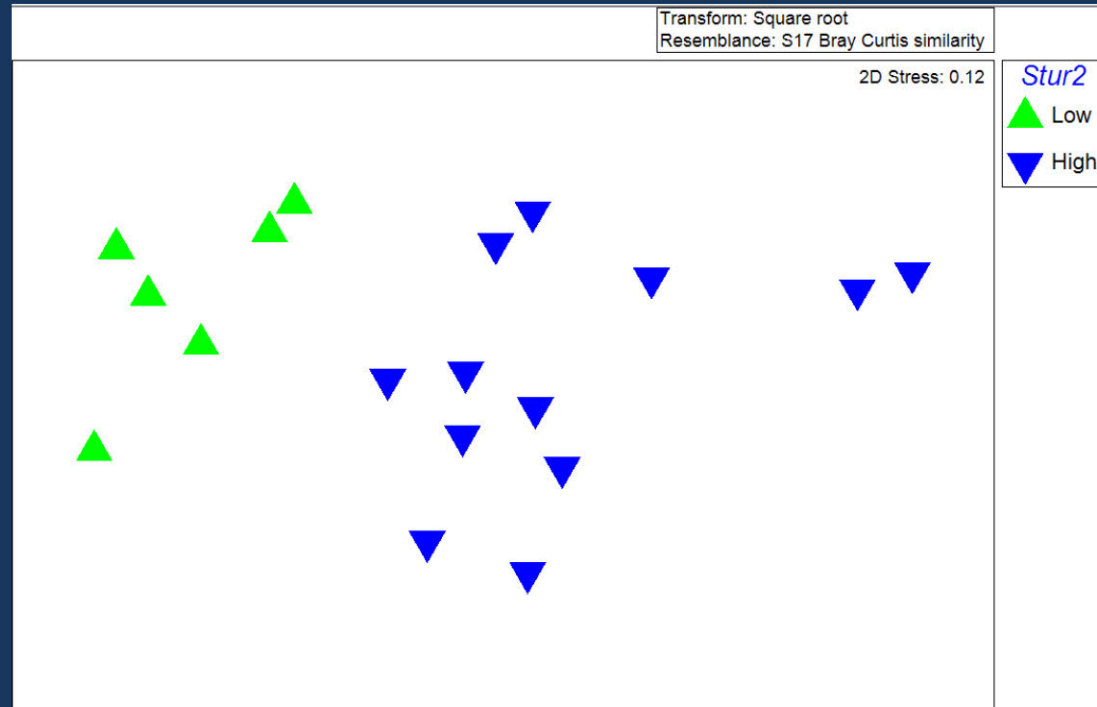 Transform: Square root
Resemblance: S17 Bray Curtis similarity
2D Stress: 0.12
Stur2
Low
High